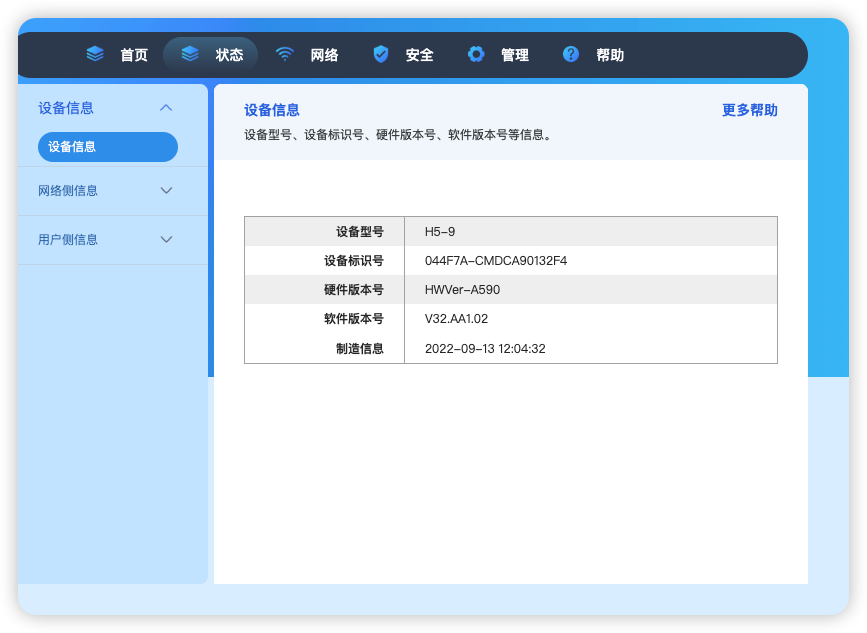 首页 状态 网络 安全 管理 帮助
设备信息
设备信息
网络侧信息
用户侧信息
设备信息 更多帮助
设备型号、设备标识号、硬件版本号、软件版本号等信息。
设备型号 H5-9
设备标识号 044F7A-CMDCA90132F4
硬件版本号 HWVer-A590
软件版本号 V32.AA1.02
制造信息 2022-09-13 12:04:32